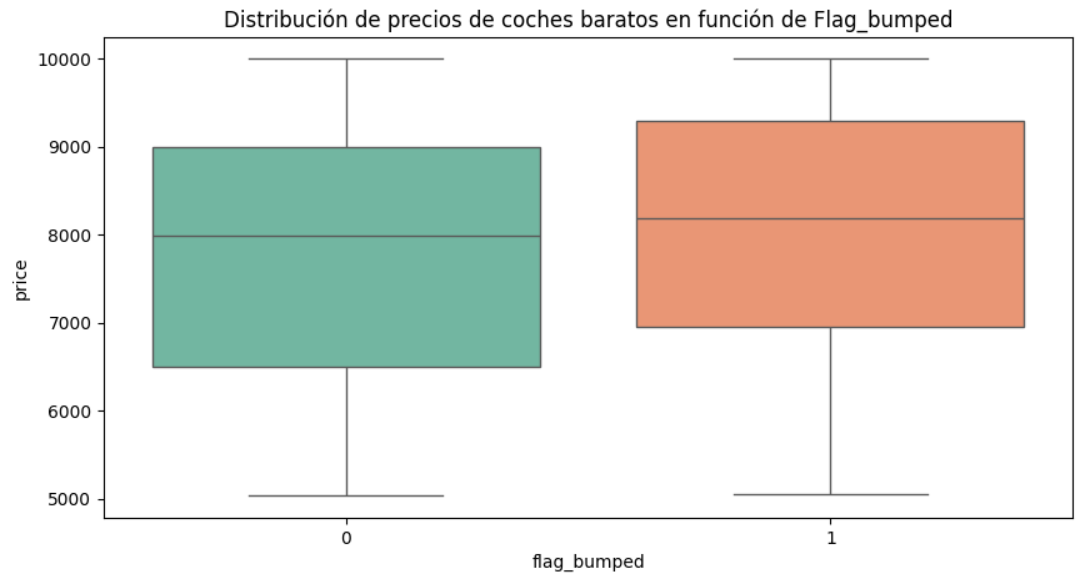 Distribución de precios de coches baratos en función de Flag_bumped
price
10000
9000
8000
7000
6000
5000
0
1
flag_bumped